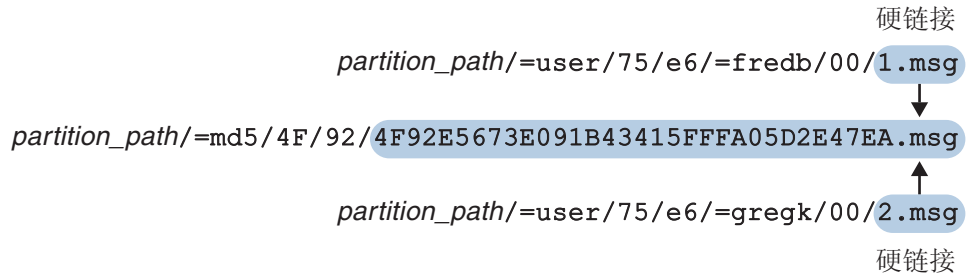 硬链接
partition_path/=user/75/e6/=fredb/00/1.msg
partition_path/=md5/4F/92/4F92E5673E091B43415FFFA05D2E47EA.msg
partition_path/=user/75/e6/=gregk/00/2.msg
硬链接